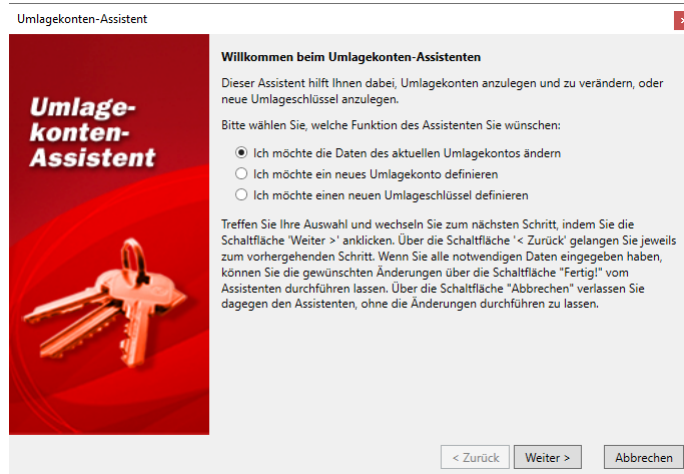 Umlagekonten-Assistent
Umlage-
konten-
Assistent
Willkommen beim Umlagekonten-Assistenten
Dieser Assistent hilft Ihnen dabei, Umlagekonten anzulegen und zu verändern, oder
neue Umlageschlüssel anzulegen.
Bitte wählen Sie, welche Funktion des Assistenten Sie wünschen:
Ich möchte die Daten des aktuellen Umlagekontos ändern
Ich möchte ein neues Umlagekonto definieren
Ich möchte einen neuen Umlageschlüssel definieren
Treffen Sie Ihre Auswahl und wechseln Sie zum nächsten Schritt, indem Sie die
Schaltfläche 'Weiter >' anklicken. Über die Schaltfläche '< Zurück' gelangen Sie jeweils
zum vorhergehenden Schritt. Wenn Sie alle notwendigen Daten eingegeben haben,
können Sie die gewünschten Änderungen über die Schaltfläche "Fertig!" vom
Assistenten durchführen lassen. Über die Schaltfläche "Abbrechen" verlassen Sie
dagegen den Assistenten, ohne die Änderungen durchführen zu lassen.
< Zurück Weiter > Abbrechen